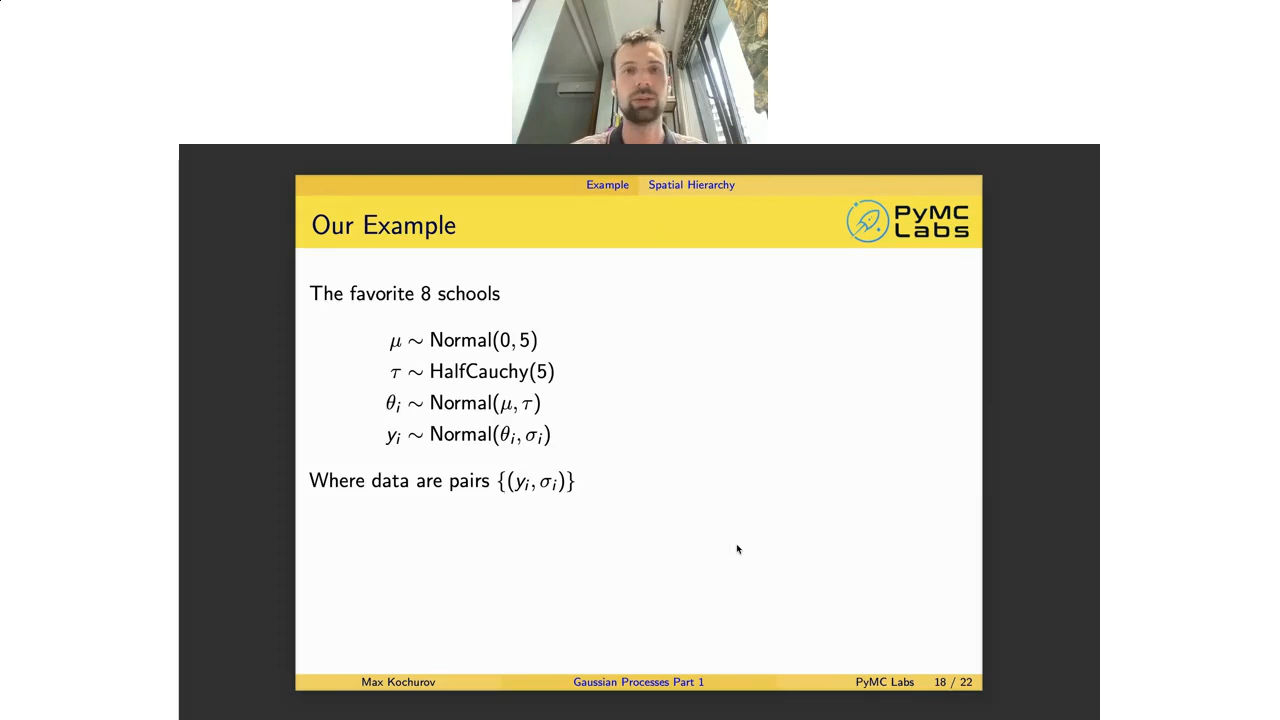 Example Spatial Hierarchy
Our Example
PyMC
Labs
The favorite 8 schools
μ ∼ Normal(0, 5)
τ ∼ HalfCauchy(5)
θᵢ ∼ Normal(μ, τ)
yᵢ ∼ Normal(θᵢ, σᵢ)
Where data are pairs {(yᵢ, σᵢ)}
Max Kochurov Gaussian Processes Part 1 PyMC Labs 18 / 22